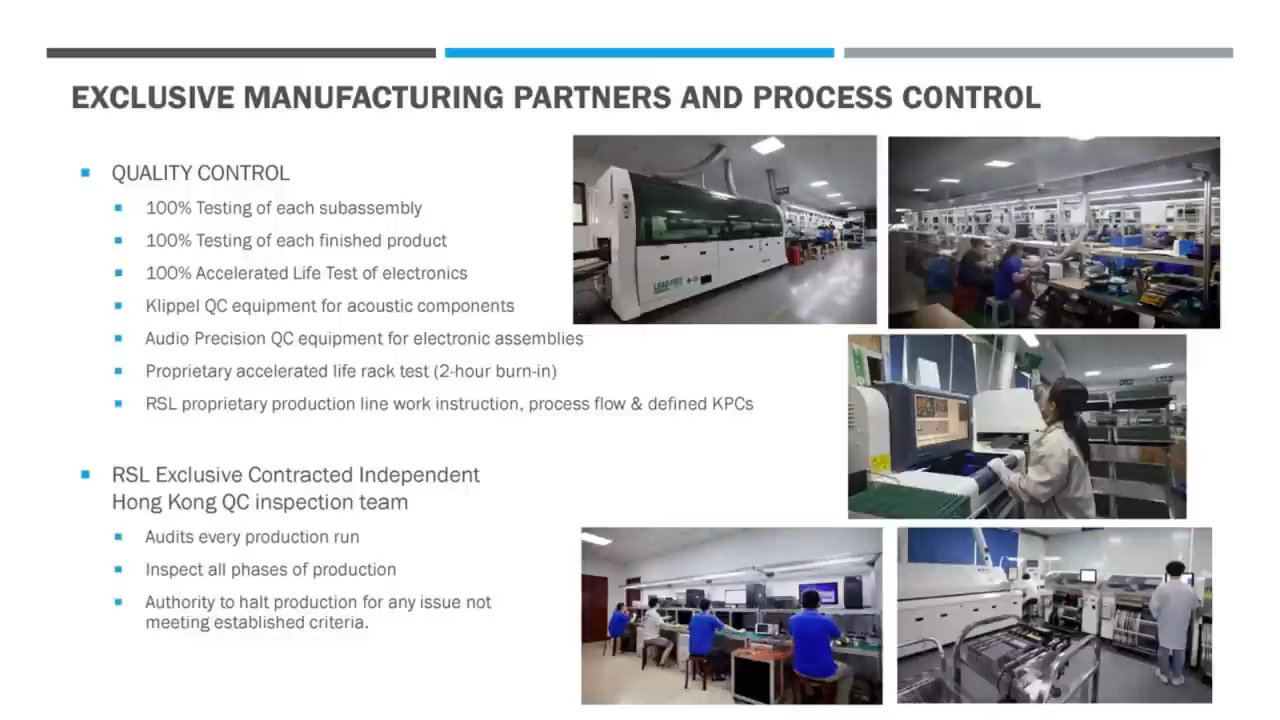 EXCLUSIVE MANUFACTURING PARTNERS AND PROCESS CONTROL
QUALITY CONTROL
100% Testing of each subassembly
100% Testing of each finished product
100% Accelerated Life Test of electronics
Klippel QC equipment for acoustic components
Audio Precision QC equipment for electronic assemblies
Proprietary accelerated life rack test (2-hour burn-in)
RSL proprietary production line work instruction, process flow & defined KPCs
RSL Exclusive Contracted Independent
Hong Kong QC inspection team
Audits every production run
Inspect all phases of production
Authority to halt production for any issue not
meeting established criteria.
LEAD-FREE